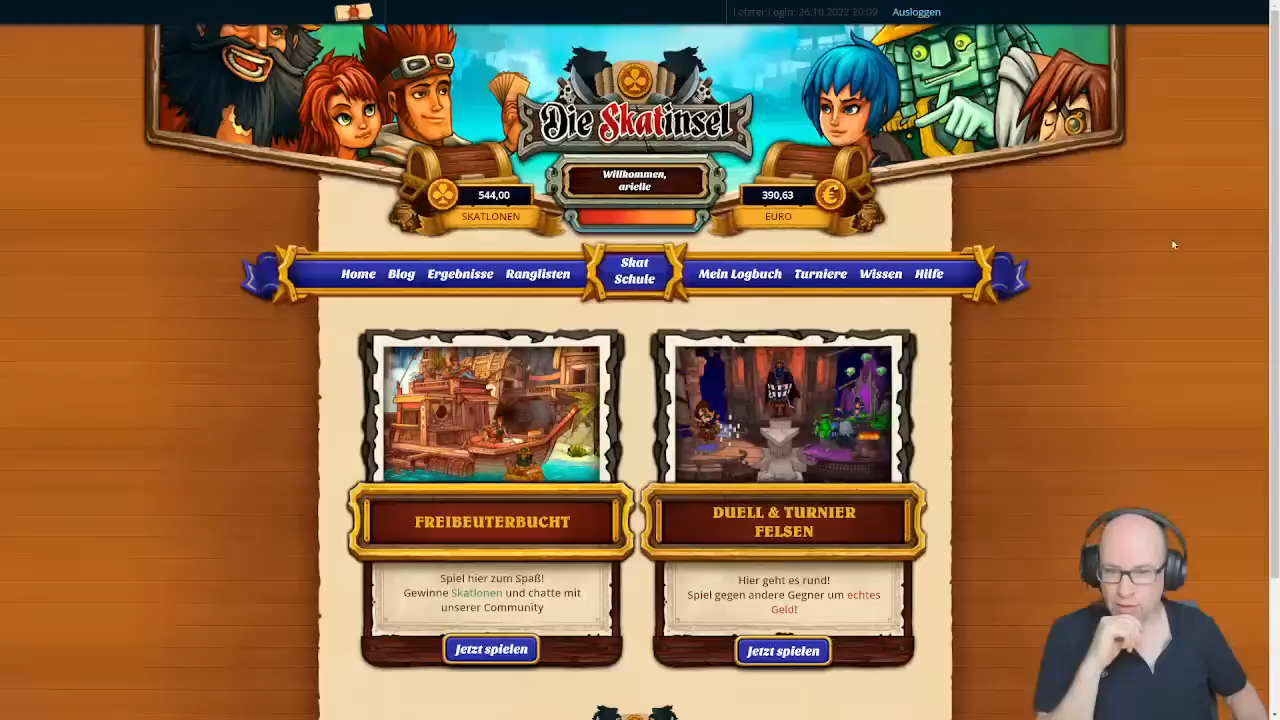 Letzter Login: 26.10.2022 20:09 Ausloggen
Die Skatinsel
Willkommen,
arielle
544,00
SKATLONEN
390,63
EURO
Home Blog Ergebnisse Ranglisten
Skat
Schule
Mein Logbuch Turniere Wissen Hilfe
FREIBEUTERBUCHT
Spiel hier zum Spaß!
Gewinne Skatlonen und chatte mit
unserer Community
Jetzt spielen
DUELL & TURNIER
FELSEN
Hier geht es rund!
Spiel gegen andere Gegner um echtes
Geld!
Jetzt spielen